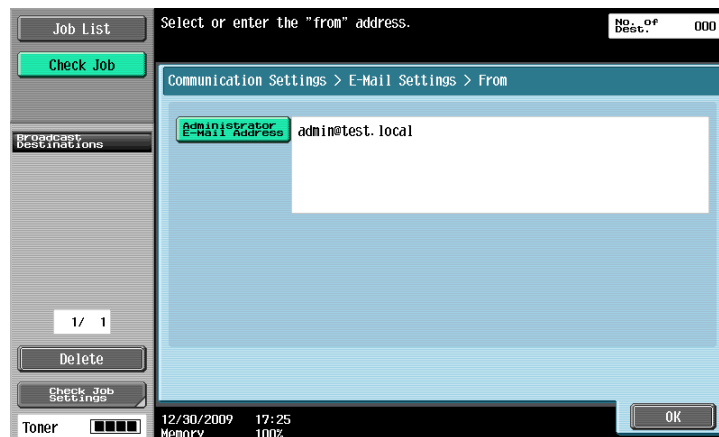 Job List
Select or enter the "from" address.
No. of
Dest.
000
Check Job
Communication Settings > E-Mail Settings > From
Administrator
E-Mail Address
admin@test.local
Broadcast
Destinations
1/ 1
Delete
Check Job
Settings
Toner
12/30/2009 17:25
Memory 100%
OK